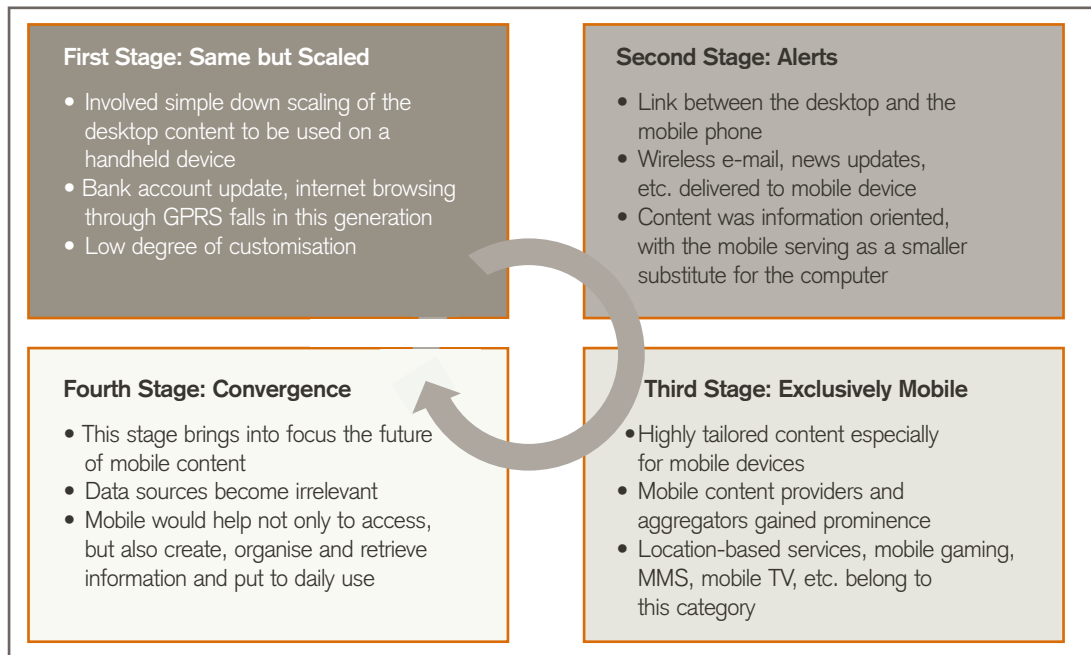 First Stage: Same but Scaled
• Involved simple down scaling of the
desktop content to be used on a
handheld device
• Bank account update, internet browsing
through GPRS falls in this generation
• Low degree of customisation
Second Stage: Alerts
• Link between the desktop and the
mobile phone
• Wireless e-mail, news updates,
etc. delivered to mobile device
• Content was information oriented,
with the mobile serving as a smaller
substitute for the computer
Third Stage: Exclusively Mobile
•Highly tailored content especially
for mobile devices
• Mobile content providers and
aggregators gained prominence
• Location-based services, mobile gaming,
MMS, mobile TV, etc. belong to
this category
Fourth Stage: Convergence
• This stage brings into focus the future
of mobile content
• Data sources become irrelevant
• Mobile would help not only to access,
but also create, organise and retrieve
information and put to daily use